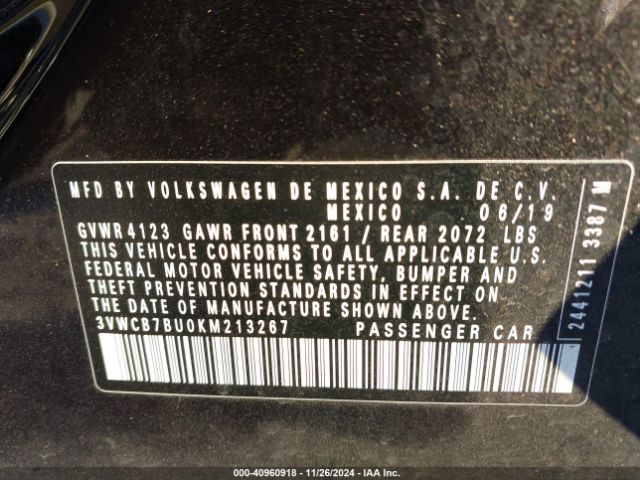 MFD BY VOLKSWAGEN DE MEXICO S.A. DE C.V.
MEXICO 06/19
GVWR 4123 GAWR FRONT 2161 / REAR 2072 LBS
THIS VEHICLE CONFORMS TO ALL APPLICABLE U.S.
FEDERAL MOTOR VEHICLE SAFETY, BUMPER AND
THEFT PREVENTION STANDARDS IN EFFECT ON
THE DATE OF MANUFACTURE SHOWN ABOVE.
3VWCB7BU0KM213267 PASSENGER CAR
2441211 3387 M
000-40960918 - 11/26/2024 - IAA Inc.